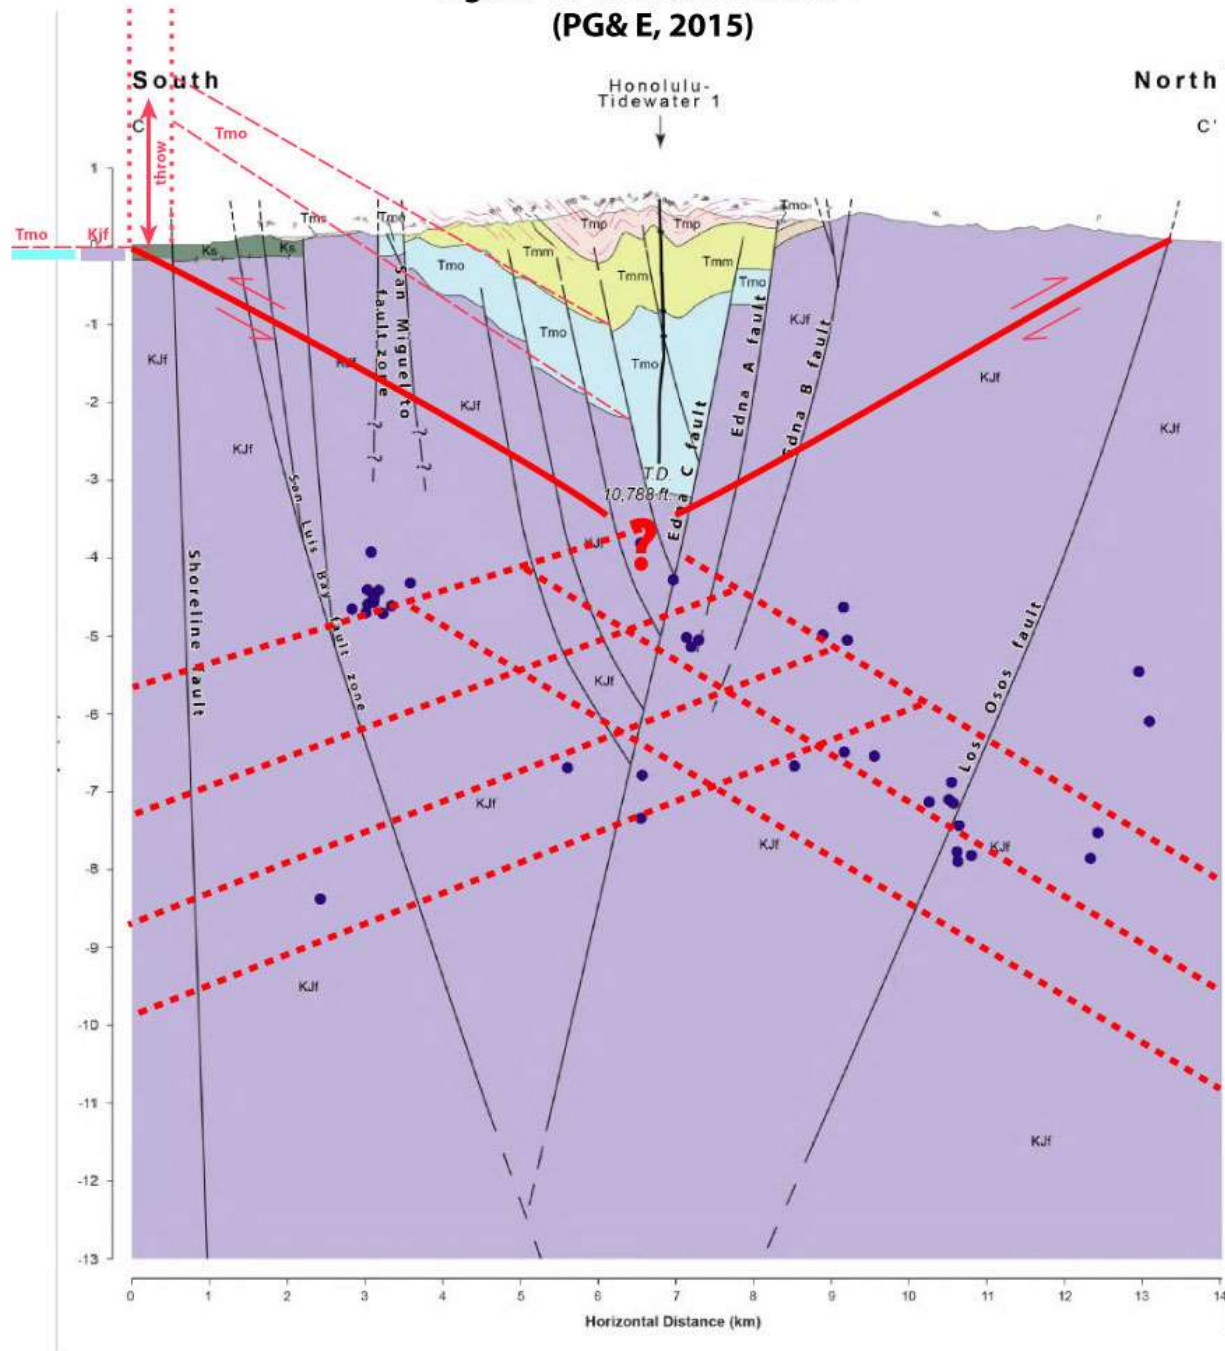 (PG& E, 2015)
South
North
Honolulu-
Tidewater 1
C
C'
Tmo
throw
1
Tmo
Kjf
0
Ks
Ks
Tms
Tmp
Tmp
Tmo
Tmm
Tmm
Tmm
Tmo
Tmo
Tmo
Tmo
-1
KJf
KJf
KJf
KJf
KJf
KJf
KJf
San Miguelito
fault zone
Edna A fault
Edna B fault
Edna C fault
-2
? — ? —
? — ? —
-3
T.D.
10,788 ft.
?
KJf
-4
Shoreline fault
San Luis Bay fault zone
Los Osos fault
-5
KJf
-6
-7
KJf
KJf
KJf
-8
-9
KJf
-10
-11
KJf
-12
-13
0 1 2 3 4 5 6 7 8 9 10 11 12 13 14
Horizontal Distance (km)